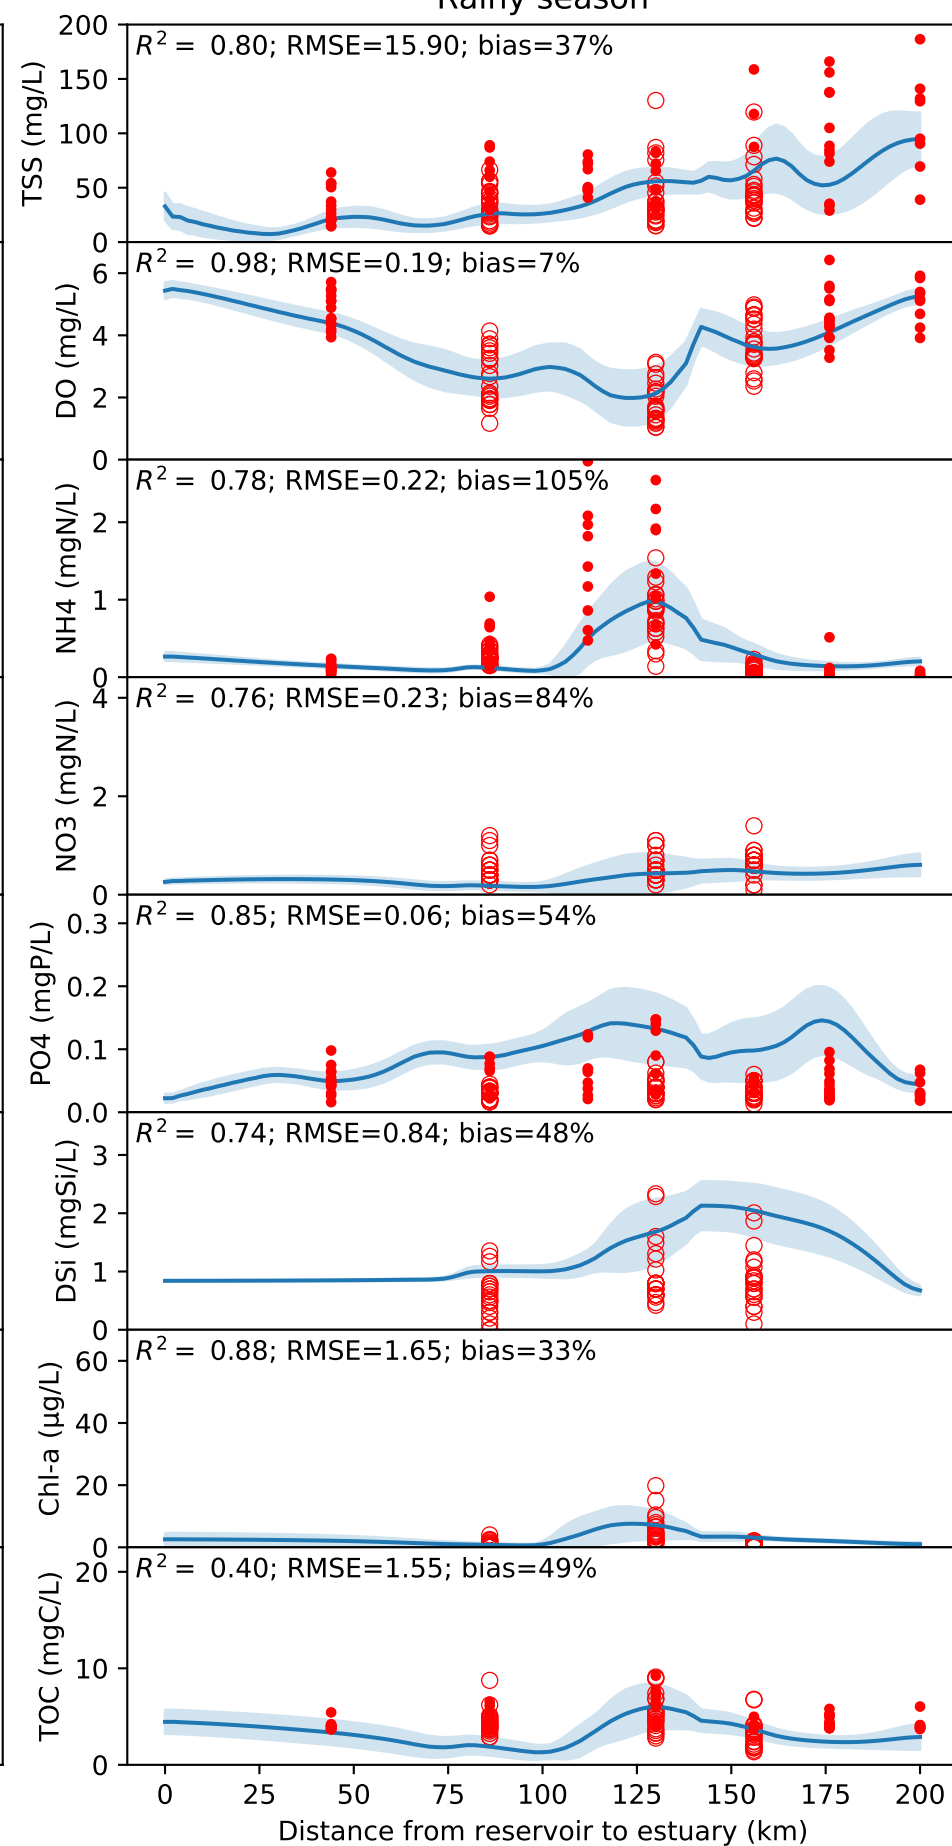 Rainy season
R² = 0.80; RMSE=15.90; bias=37%
TSS (mg/L)
200
150
100
50
0
R² = 0.98; RMSE=0.19; bias=7%
DO (mg/L)
6
4
2
0
R² = 0.78; RMSE=0.22; bias=105%
NH4 (mgN/L)
2
1
0
R² = 0.76; RMSE=0.23; bias=84%
NO3 (mgN/L)
4
2
0
R² = 0.85; RMSE=0.06; bias=54%
PO4 (mgP/L)
0.3
0.2
0.1
0.0
R² = 0.74; RMSE=0.84; bias=48%
DSi (mgSi/L)
3
2
1
0
R² = 0.88; RMSE=1.65; bias=33%
Chl-a (µg/L)
60
40
20
0
R² = 0.40; RMSE=1.55; bias=49%
TOC (mgC/L)
20
10
0
0 25 50 75 100 125 150 175 200
Distance from reservoir to estuary (km)